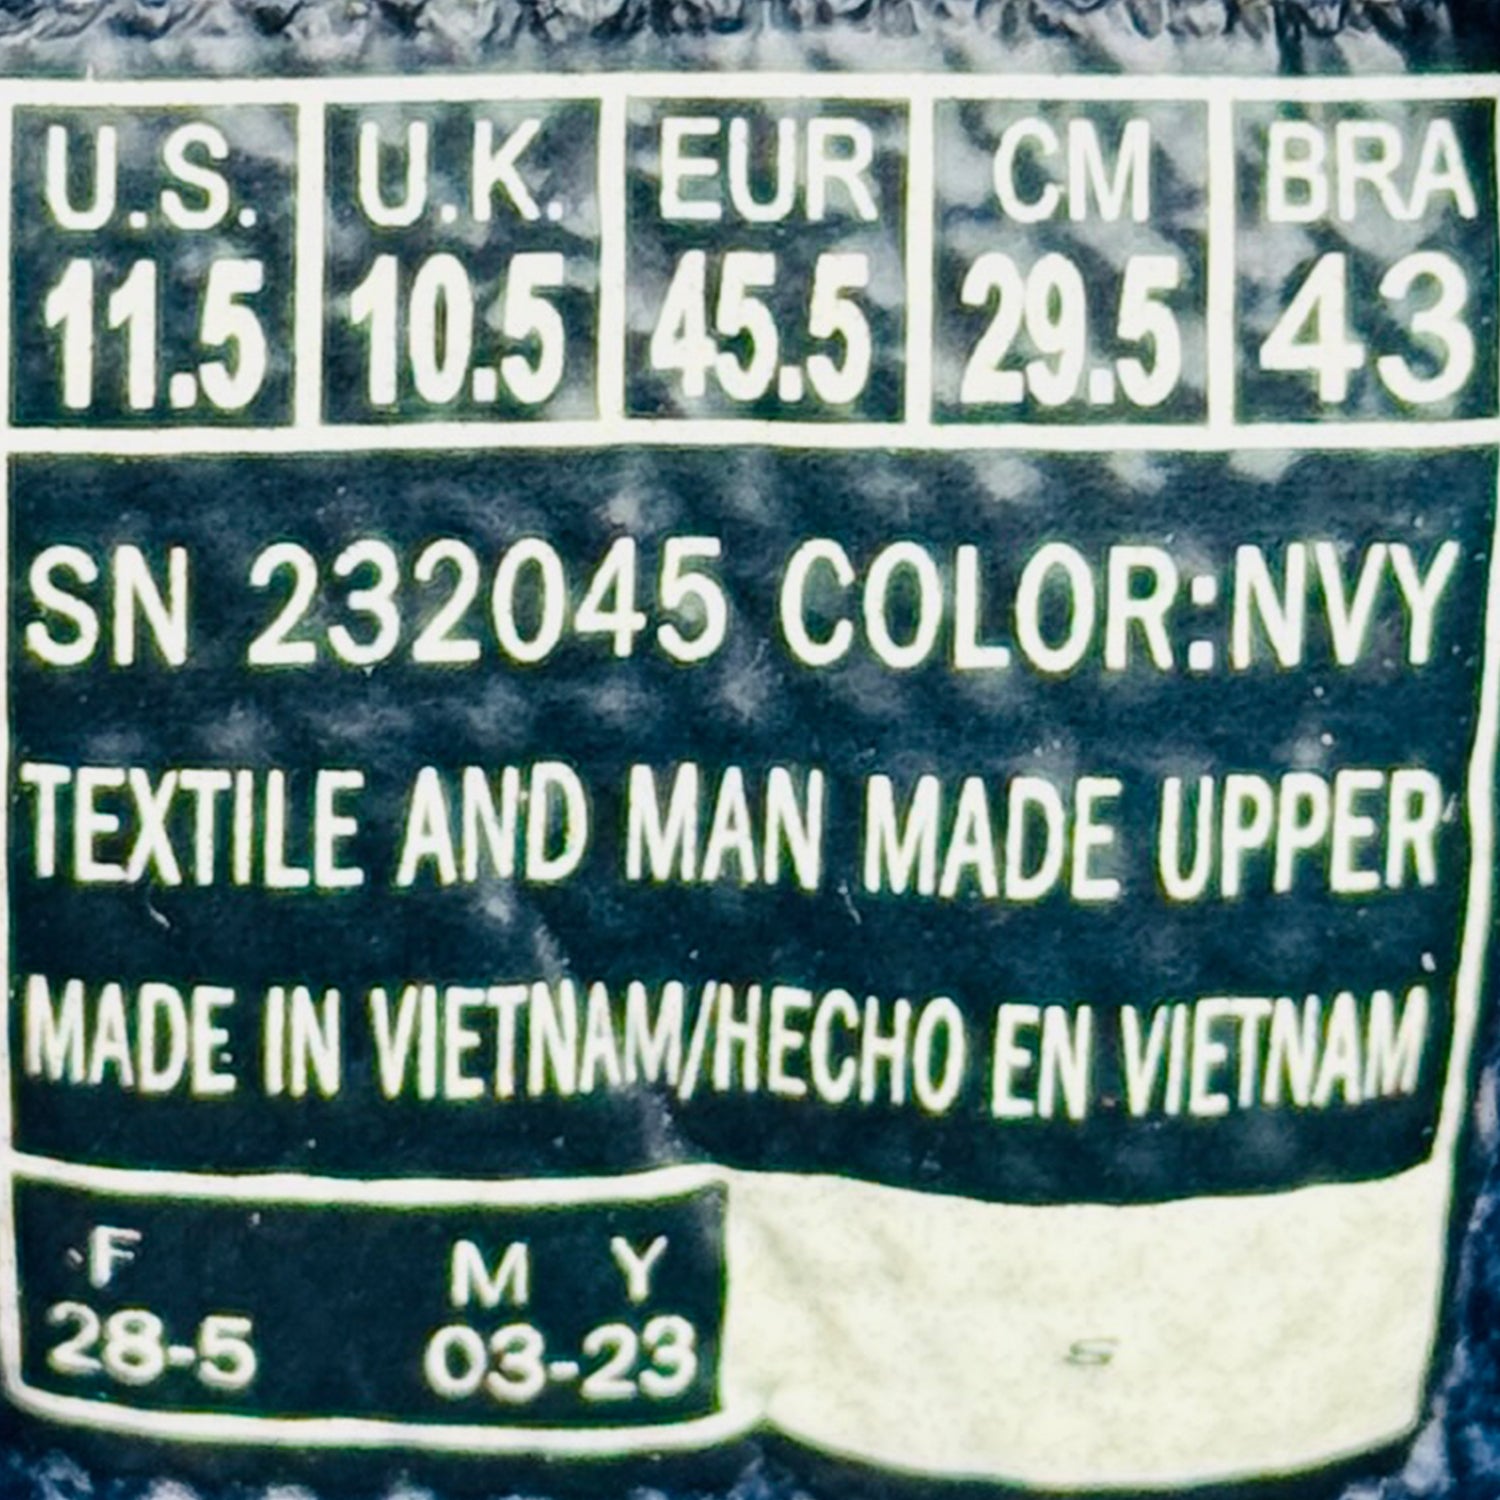 U.S. U.K. EUR CM BRA
11.5 10.5 45.5 29.5 43
SN 232045 COLOR:NVY
TEXTILE AND MAN MADE UPPER
MADE IN VIETNAM/HECHO EN VIETNAM
F M Y
28-5 03-23
S